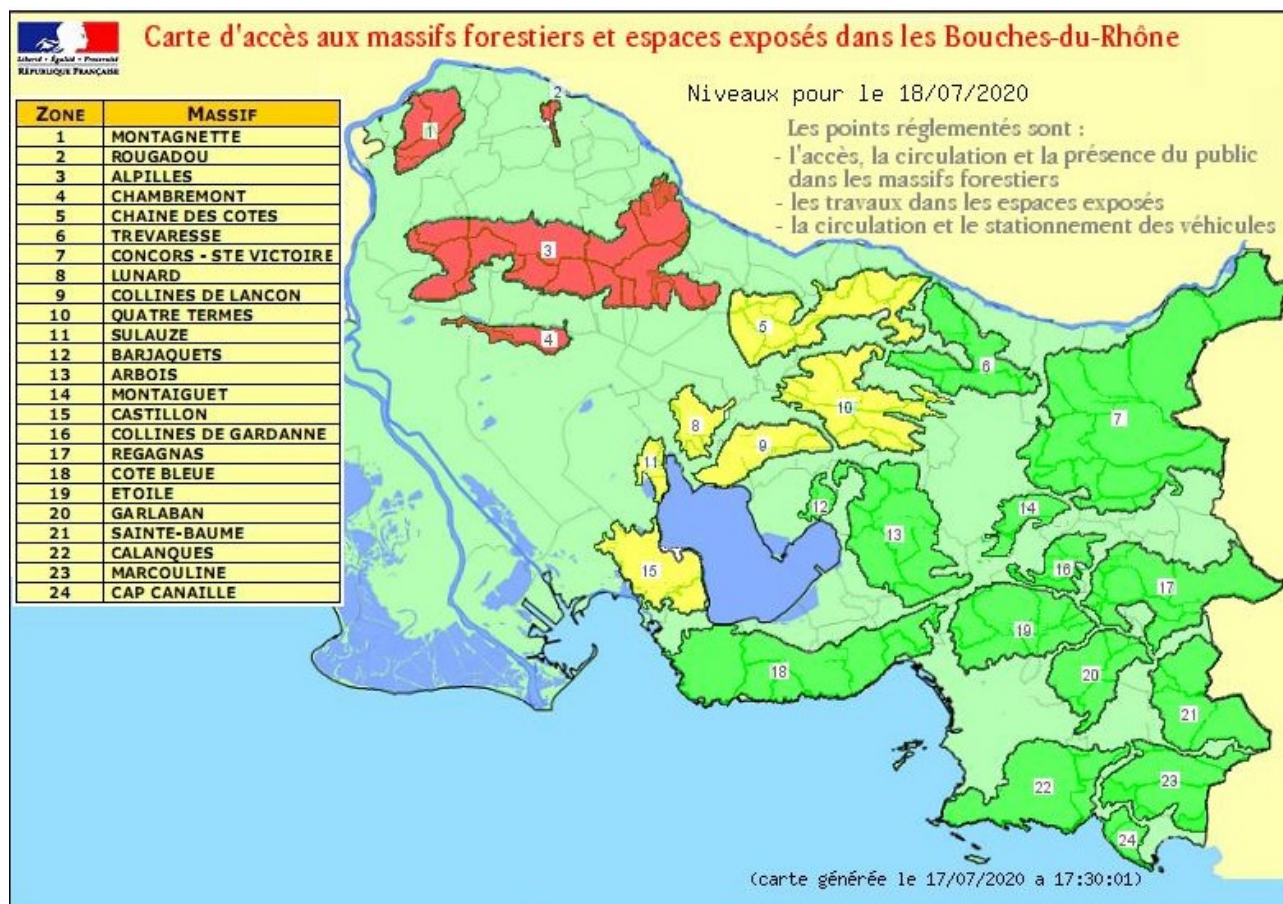 Liberté • Égalité • Fraternité
RÉPUBLIQUE FRANÇAISE
Carte d'accès aux massifs forestiers et espaces exposés dans les Bouches-du-Rhône
Niveaux pour le 18/07/2020
Les points réglementés sont :
- l'accès, la circulation et la présence du public
dans les massifs forestiers
- les travaux dans les espaces exposés
- la circulation et le stationnement des véhicules
ZONE MASSIF
1 MONTAGNETTE
2 ROUGADOU
3 ALPILLES
4 CHAMBREMONT
5 CHAINE DES COTES
6 TREVARESSE
7 CONCORS - STE VICTOIRE
8 LUNARD
9 COLLINES DE LANCON
10 QUATRE TERMES
11 SULAUZE
12 BARJAQUETS
13 ARBOIS
14 MONTAIGUET
15 CASTILLON
16 COLLINES DE GARDANNE
17 REGAGNAS
18 COTE BLEUE
19 ETOILE
20 GARLABAN
21 SAINTE-BAUME
22 CALANQUES
23 MARCOULINE
24 CAP CANAILLE
2
1
3
5
4
6
10
7
8
9
11
12
14
13
15
16
17
19
18
20
21
23
22
24
(carte générée le 17/07/2020 a 17:30:01)